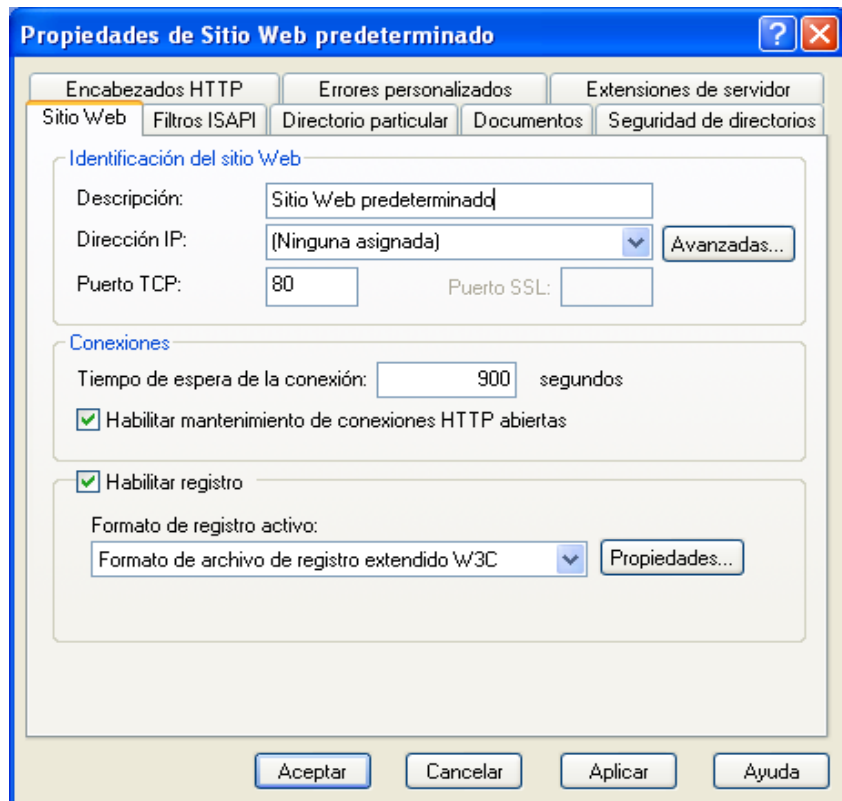 Propiedades de Sitio Web predeterminado
Encabezados HTTP Errores personalizados Extensiones de servidor
Sitio Web Filtros ISAPI Directorio particular Documentos Seguridad de directorios
Identificación del sitio Web
Descripción: Sitio Web predeterminado
Dirección IP: (Ninguna asignada) Avanzadas...
Puerto TCP: 80 Puerto SSL:
Conexiones
Tiempo de espera de la conexión: 900 segundos
Habilitar mantenimiento de conexiones HTTP abiertas
Habilitar registro
Formato de registro activo:
Formato de archivo de registro extendido W3C Propiedades...
Aceptar Cancelar Aplicar Ayuda